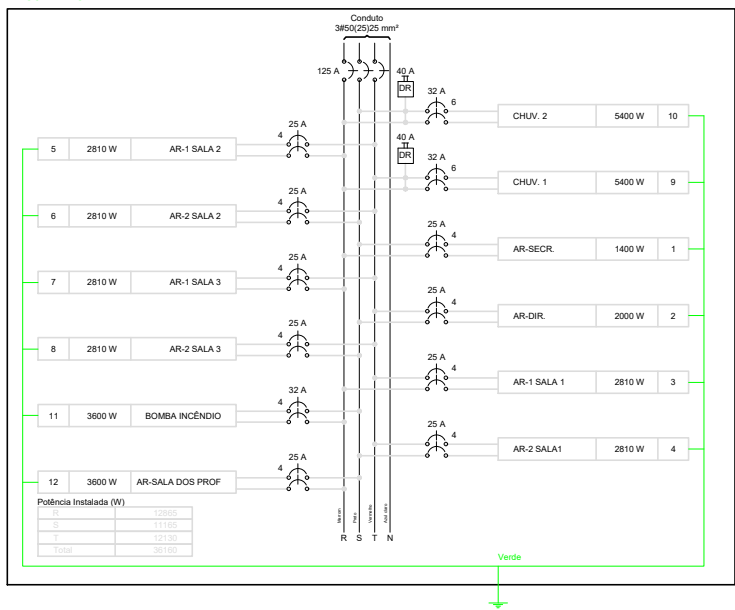 Conduto
3#50(25)25 mm²
125 A
40 A
DR
32 A
6
CHUV. 2 5400 W 10
40 A
DR
32 A
6
CHUV. 1 5400 W 9
25 A
4
AR-SECR. 1400 W 1
25 A
4
AR-DIR. 2000 W 2
25 A
4
AR-1 SALA 1 2810 W 3
25 A
4
AR-2 SALA1 2810 W 4
25 A
4
5 2810 W AR-1 SALA 2
25 A
4
6 2810 W AR-2 SALA 2
25 A
4
7 2810 W AR-1 SALA 3
25 A
4
8 2810 W AR-2 SALA 3
32 A
4
11 3600 W BOMBA INCÊNDIO
25 A
4
12 3600 W AR-SALA DOS PROF
Potência Instalada (W)
R 12865
S 11165
T 12130
Total 36160
Marrom
Preto
Vermelho
Azul claro
R S T N
Verde